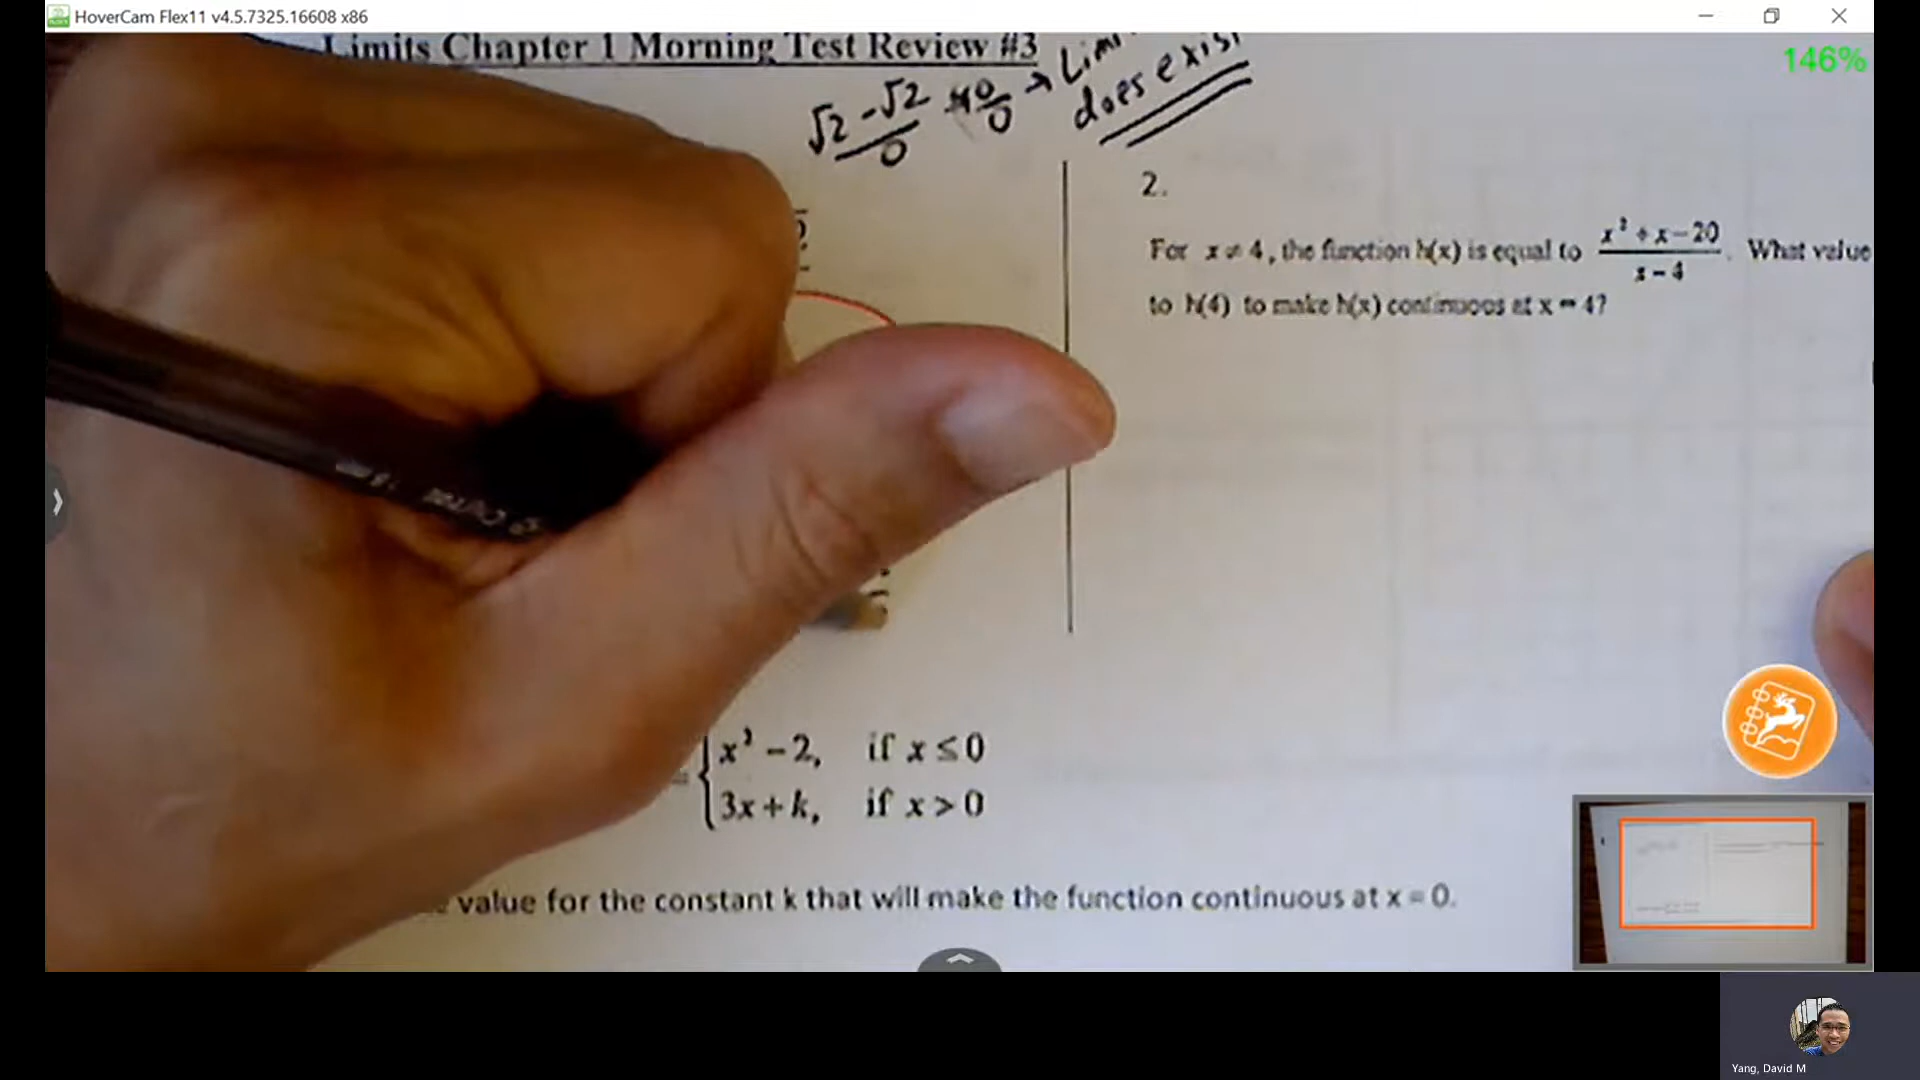 HoverCam Flex11 v4.5.7325.16608 x86
Limits Chapter 1 Morning Test Review #3
146%
√2 - √2 / 0
0/0 → Limi
does exist
2.
For x ≠ 4, the function h(x) is equal to (x² + x - 20)/(x - 4). What value
to h(4) to make h(x) continuous at x = 4?
= { x² - 2, if x ≤ 0
3x + k, if x > 0
value for the constant k that will make the function continuous at x = 0.
Yang, David M